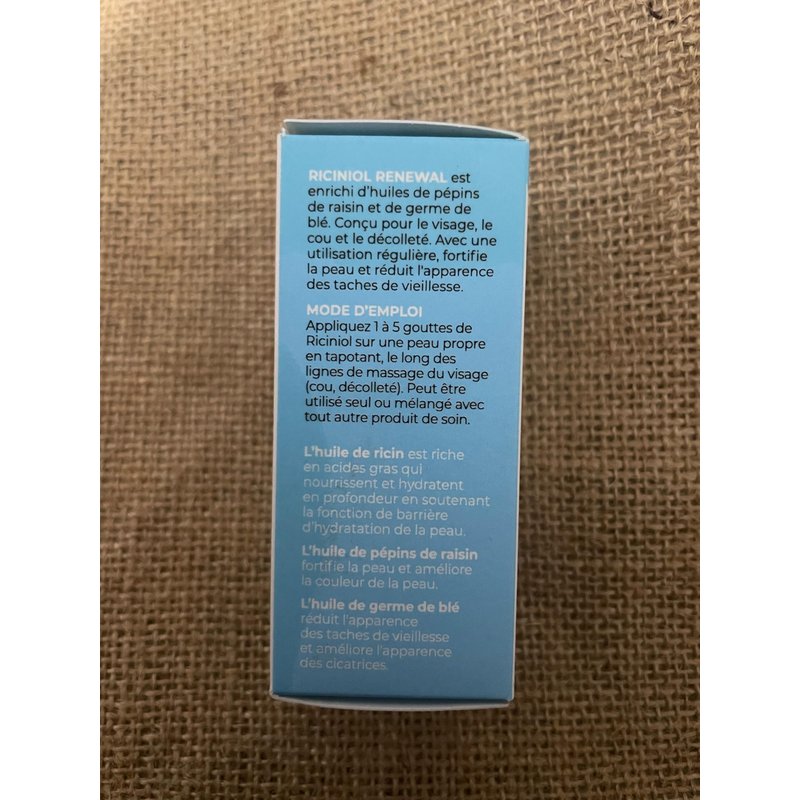 RICINIOL RENEWAL est
enrichi d'huiles de pépins
de raisin et de germe de
blé. Conçu pour le visage, le
cou et le décolleté. Avec une
utilisation régulière, fortifie
la peau et réduit l'apparence
des taches de vieillesse.
MODE D'EMPLOI
Appliquez 1 à 5 gouttes de
Riciniol sur une peau propre
en tapotant, le long des
lignes de massage du visage
(cou, décolleté). Peut être
utilisé seul ou mélangé avec
tout autre produit de soin.
L'huile de ricin est riche
en acides gras qui
nourrissent et hydratent
en profondeur en soutenant
la fonction de barrière
d'hydratation de la peau.
L'huile de pépins de raisin
fortifie la peau et améliore
la couleur de la peau.
L'huile de germe de blé
réduit l'apparence
des taches de vieillesse
et améliore l'apparence
des cicatrices.